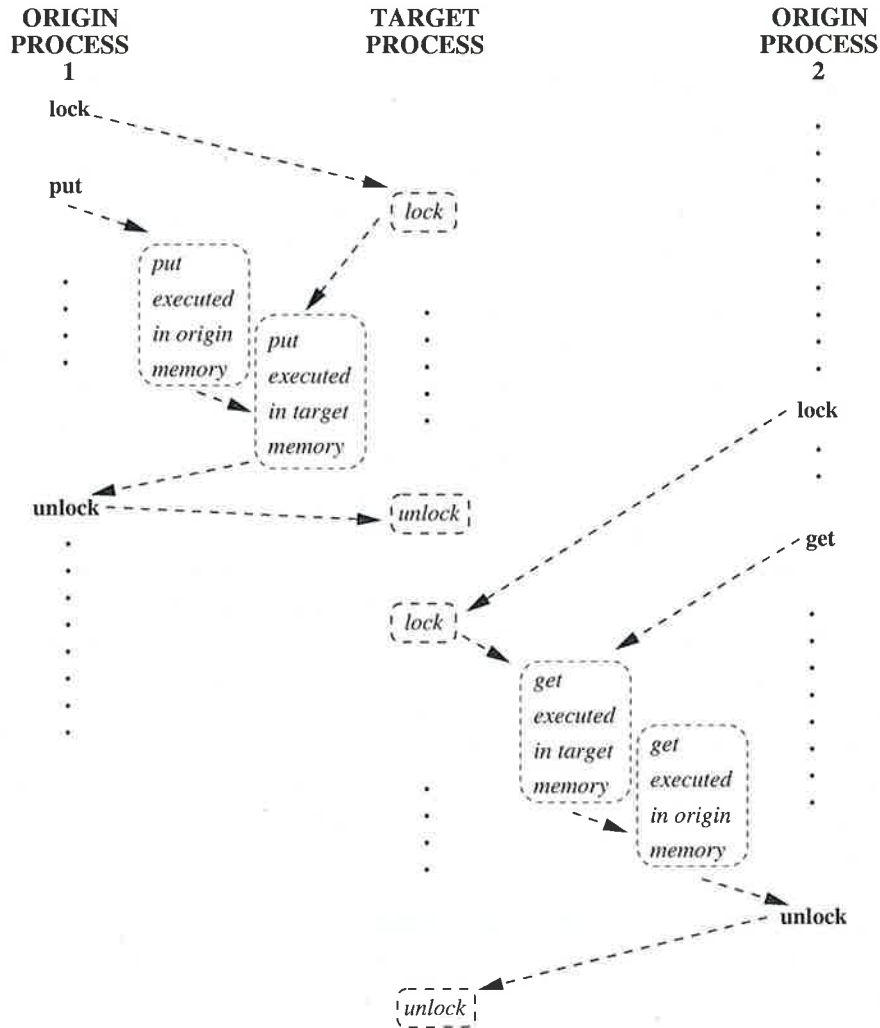 ORIGIN
PROCESS
1
TARGET
PROCESS
ORIGIN
PROCESS
2
lock
put
lock
put
executed
in origin
memory
put
executed
in target
memory
lock
unlock
unlock
get
lock
get
executed
in target
memory
get
executed
in origin
memory
unlock
unlock